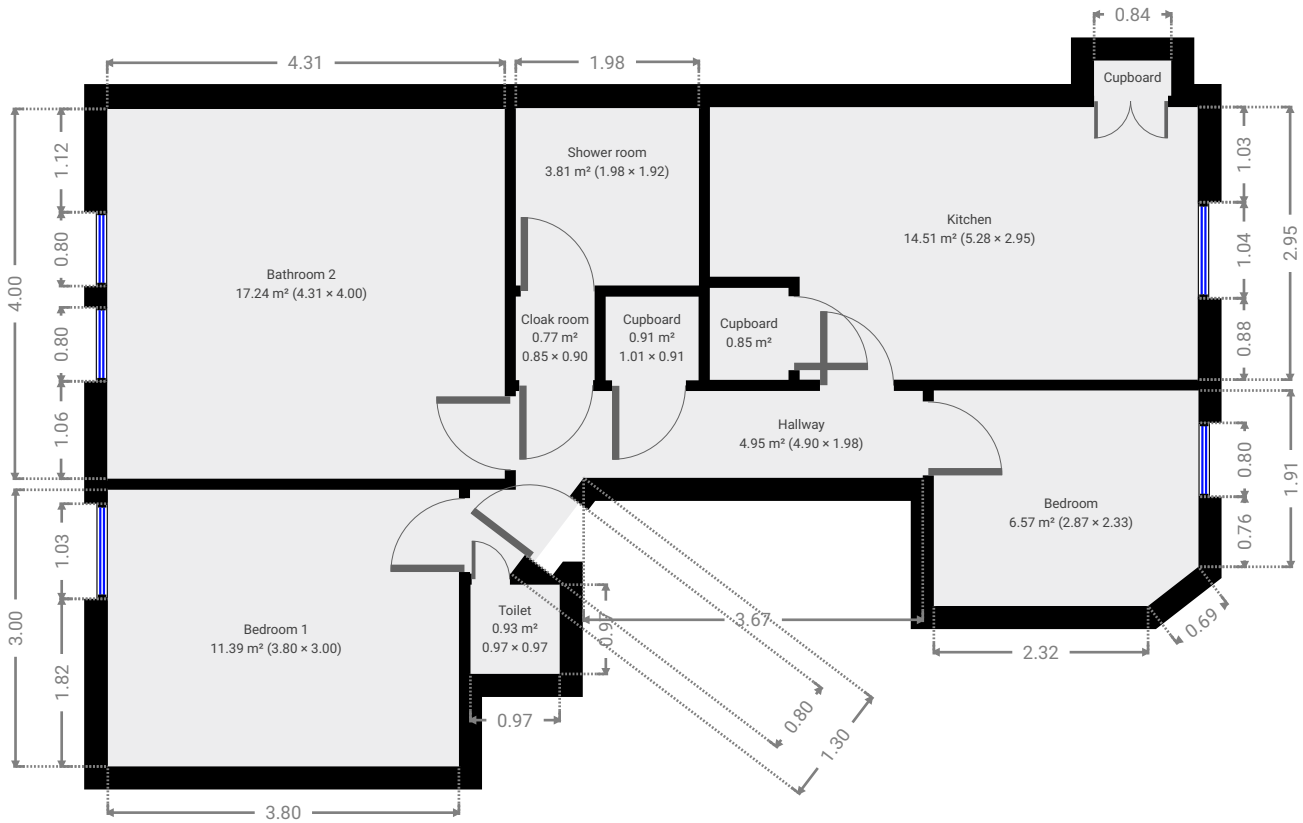 0.84
4.31
1.98
Cupboard
1.12
1.03
Shower room
3.81 m² (1.98 × 1.92)
Kitchen
14.51 m² (5.28 × 2.95)
0.80
1.04
2.95
Bathroom 2
17.24 m² (4.31 × 4.00)
4.00
Cloak room
0.77 m²
0.85 × 0.90
Cupboard
0.91 m²
1.01 × 0.91
Cupboard
0.85 m²
0.80
0.88
1.06
Hallway
4.95 m² (4.90 × 1.98)
0.80
1.91
Bedroom
6.57 m² (2.87 × 2.33)
0.76
1.03
3.00
Toilet
0.93 m²
0.97 × 0.97
0.97
3.67
0.69
Bedroom 1
11.39 m² (3.80 × 3.00)
2.32
1.82
0.97
0.80
1.30
3.80